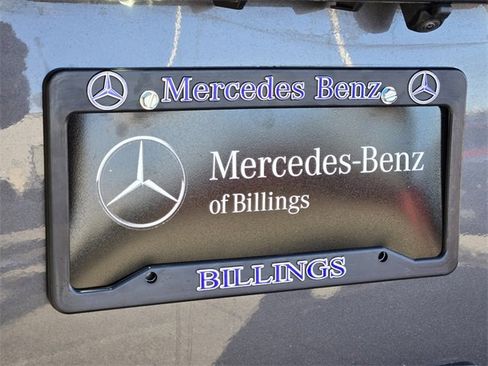 Mercedes Benz
Mercedes-Benz
of Billings
BILLINGS